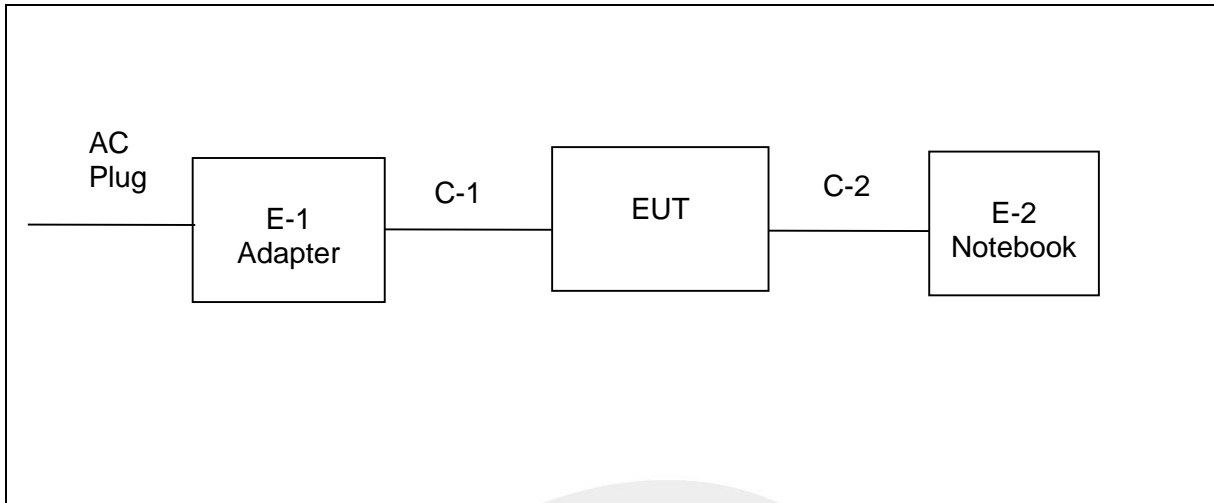 AC
Plug
E-1
Adapter
C-1
EUT
C-2
E-2
Notebook